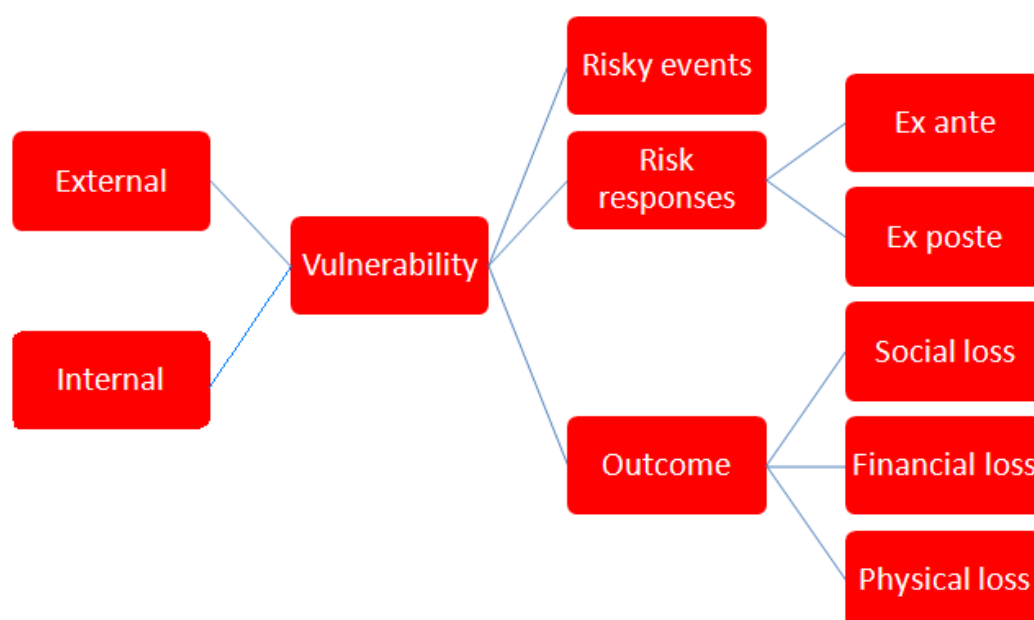 External
Internal
Vulnerability
Risky events
Risk
responses
Outcome
Ex ante
Ex poste
Social loss
Financial loss
Physical loss